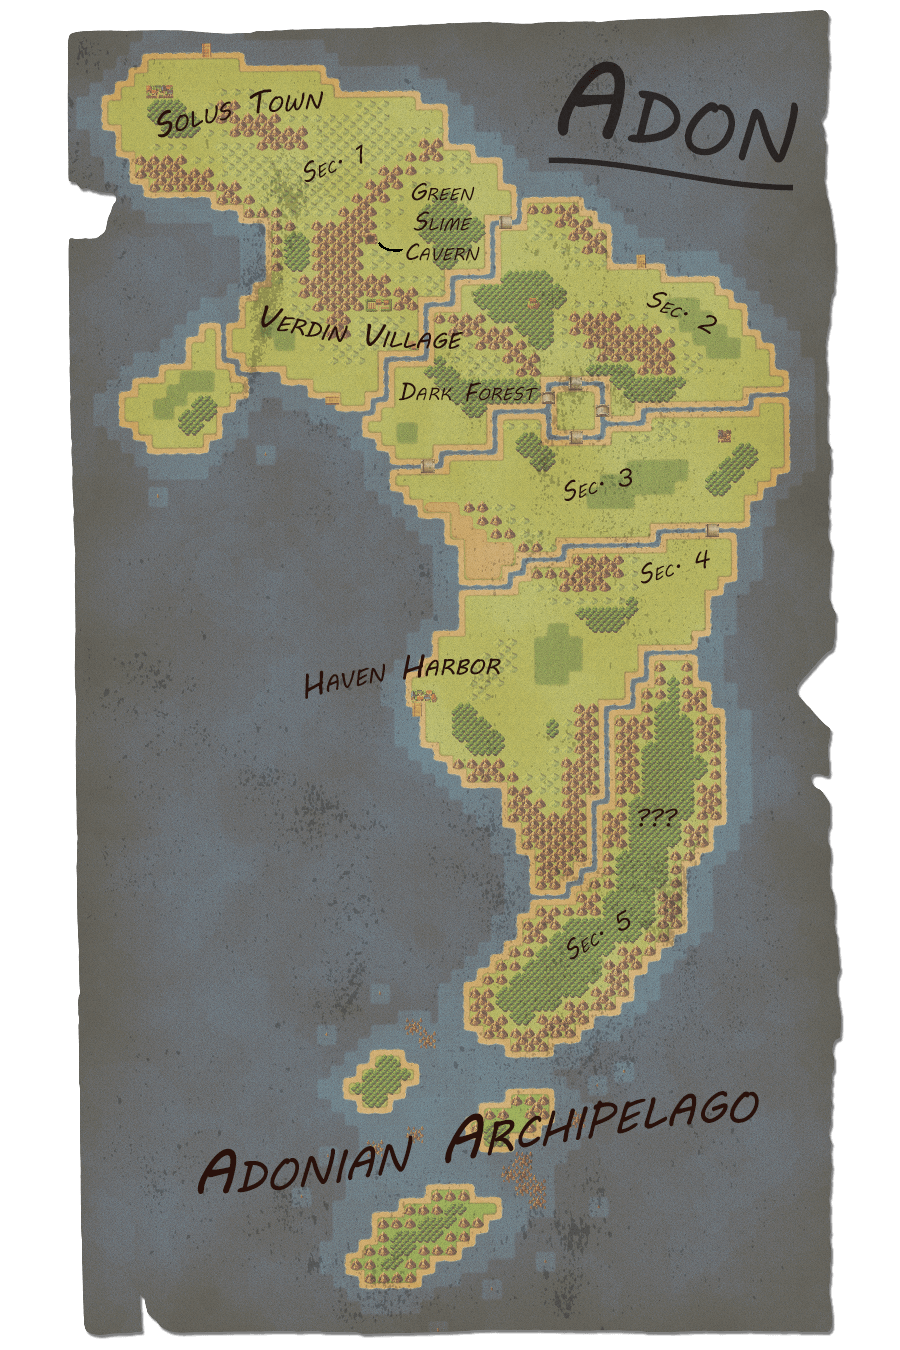 ADON
SOLUS TOWN
SEC. 1
GREEN
SLIME
CAVERN
SEC. 2
VERDIN VILLAGE
DARK FOREST
SEC. 3
SEC. 4
HAVEN HARBOR
???
SEC. 5
ADONIAN ARCHIPELAGO